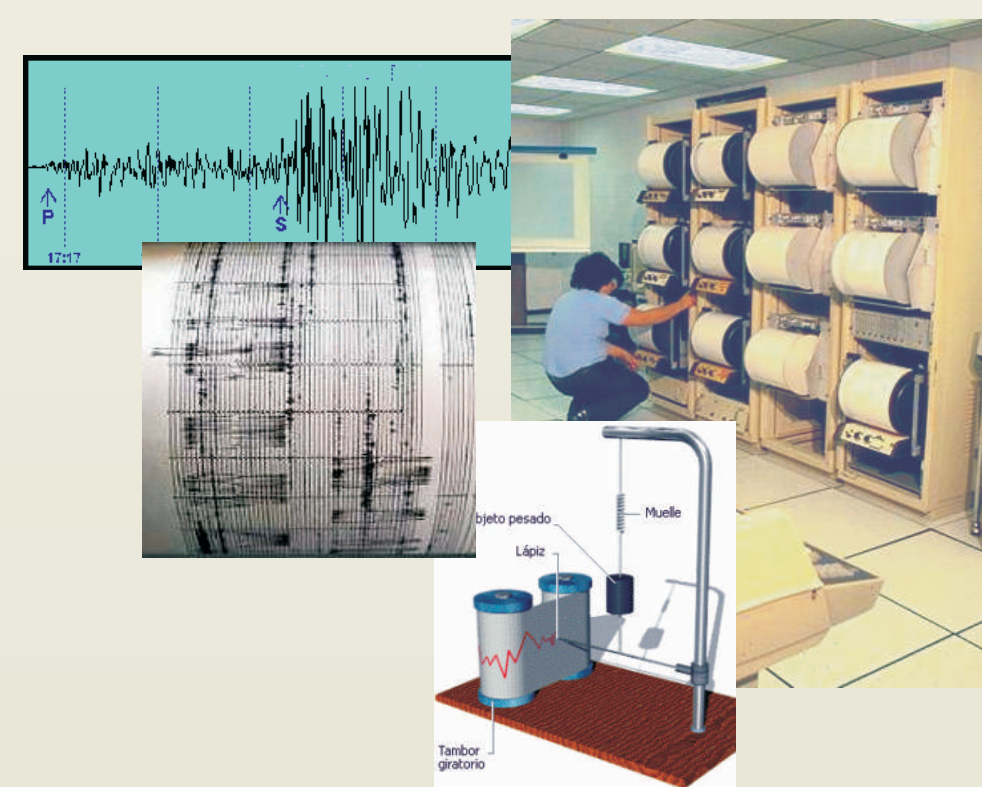 P
S
17:17
bjeto pesado
Muelle
Lápiz
Tambor
giratorio